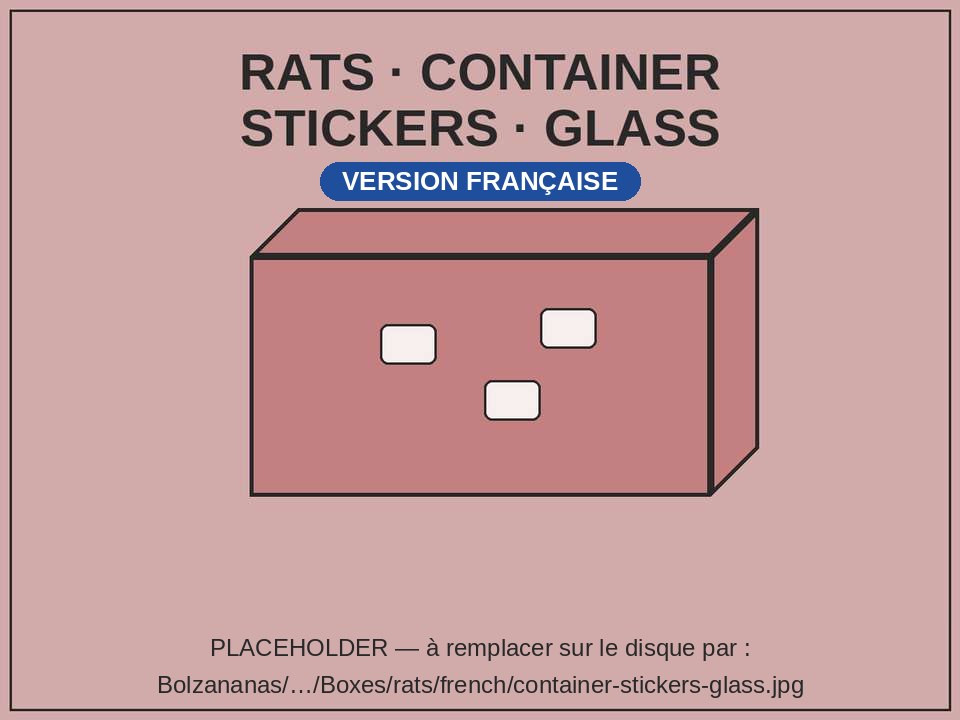 RATS · CONTAINER
STICKERS · GLASS
VERSION FRANÇAISE
PLACEHOLDER — à remplacer sur le disque par :
Bolzananas/…/Boxes/rats/french/container-stickers-glass.jpg